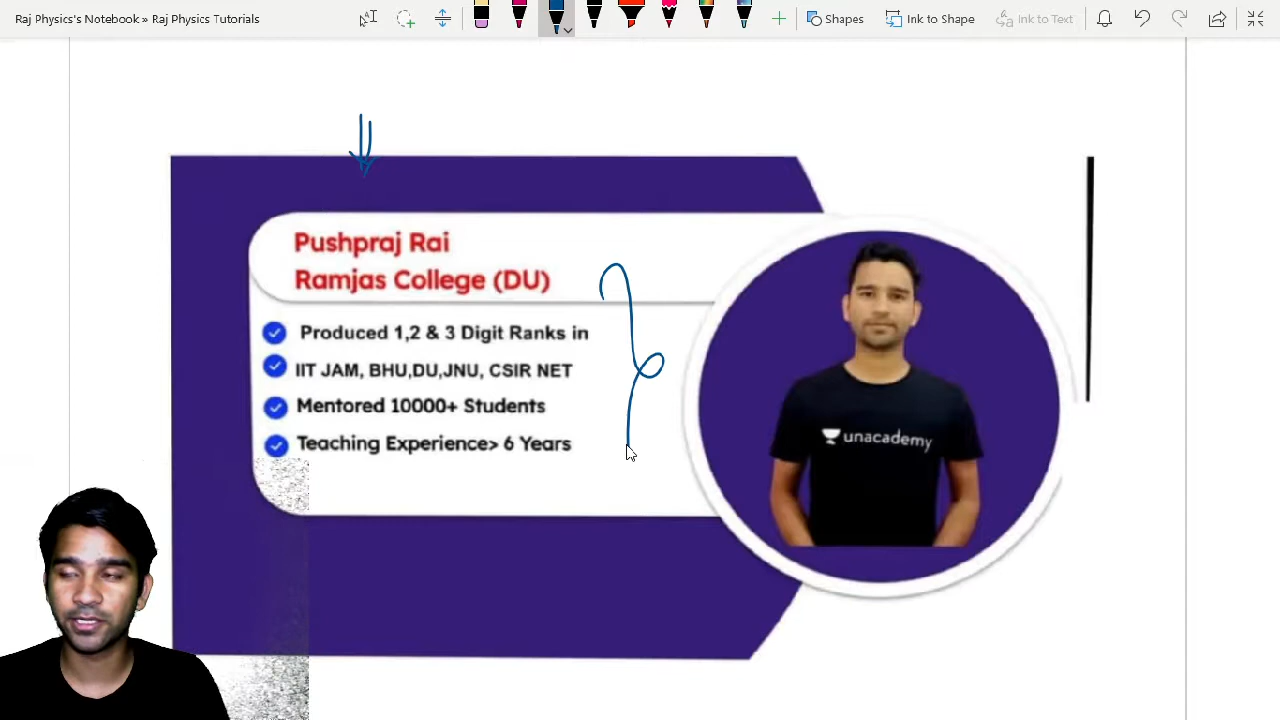 Raj Physics's Notebook » Raj Physics Tutorials
Shapes
Ink to Shape
Ink to Text
Pushpraj Rai
Ramjas College (DU)
Produced 1,2 & 3 Digit Ranks in
IIT JAM, BHU,DU,JNU, CSIR NET
Mentored 10000+ Students
Teaching Experience> 6 Years
unacademy